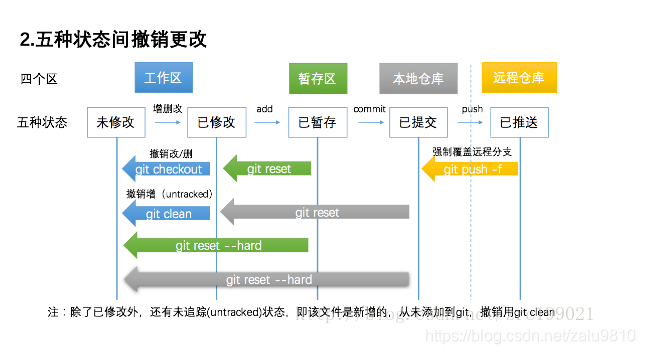 2.五种状态间撤销更改
四个区 工作区 暂存区 本地仓库 远程仓库
增删改 add commit push
五种状态 未修改 已修改 已暂存 已提交 已推送
撤销改/删 强制覆盖远程分支
git checkout git reset git push -f
撤销增 (untracked)
git clean git reset
git reset --hard
git reset --hard
注：除了已修改外，还有未追踪(untracked)状态，即该文件是新增的，从未添加到git，撤销用git clean
https://blog.csdn.net/zalu9810